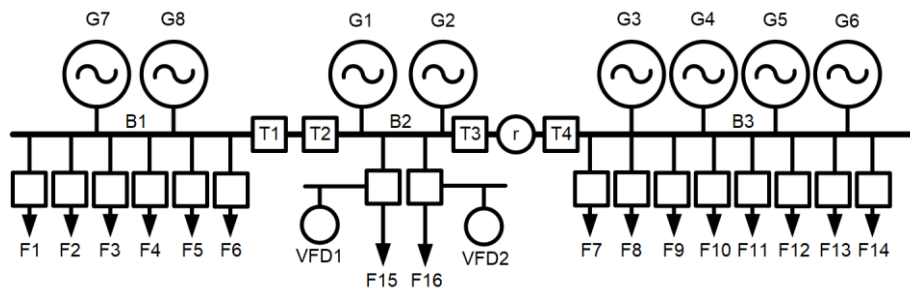 G7 G8 G1 G2 G3 G4 G5 G6
B1 B2 B3
T1 T2 T3 r T4
F1 F2 F3 F4 F5 F6 VFD1 F15 F16 VFD2 F7 F8 F9 F10 F11 F12 F13 F14